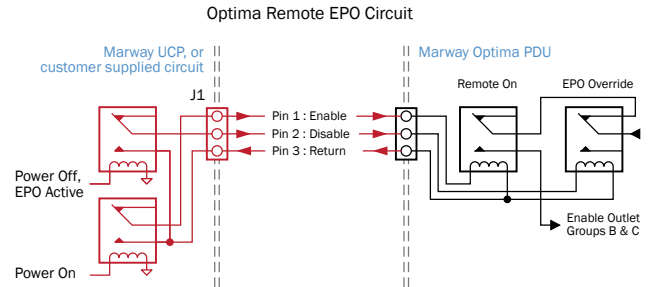 Optima Remote EPO Circuit
Marway UCP, or
customer supplied circuit
Marway Optima PDU
J1
Remote On
EPO Override
Pin 1 : Enable
Pin 2 : Disable
Pin 3 : Return
Power Off,
EPO Active
Enable Outlet
Groups B & C
Power On